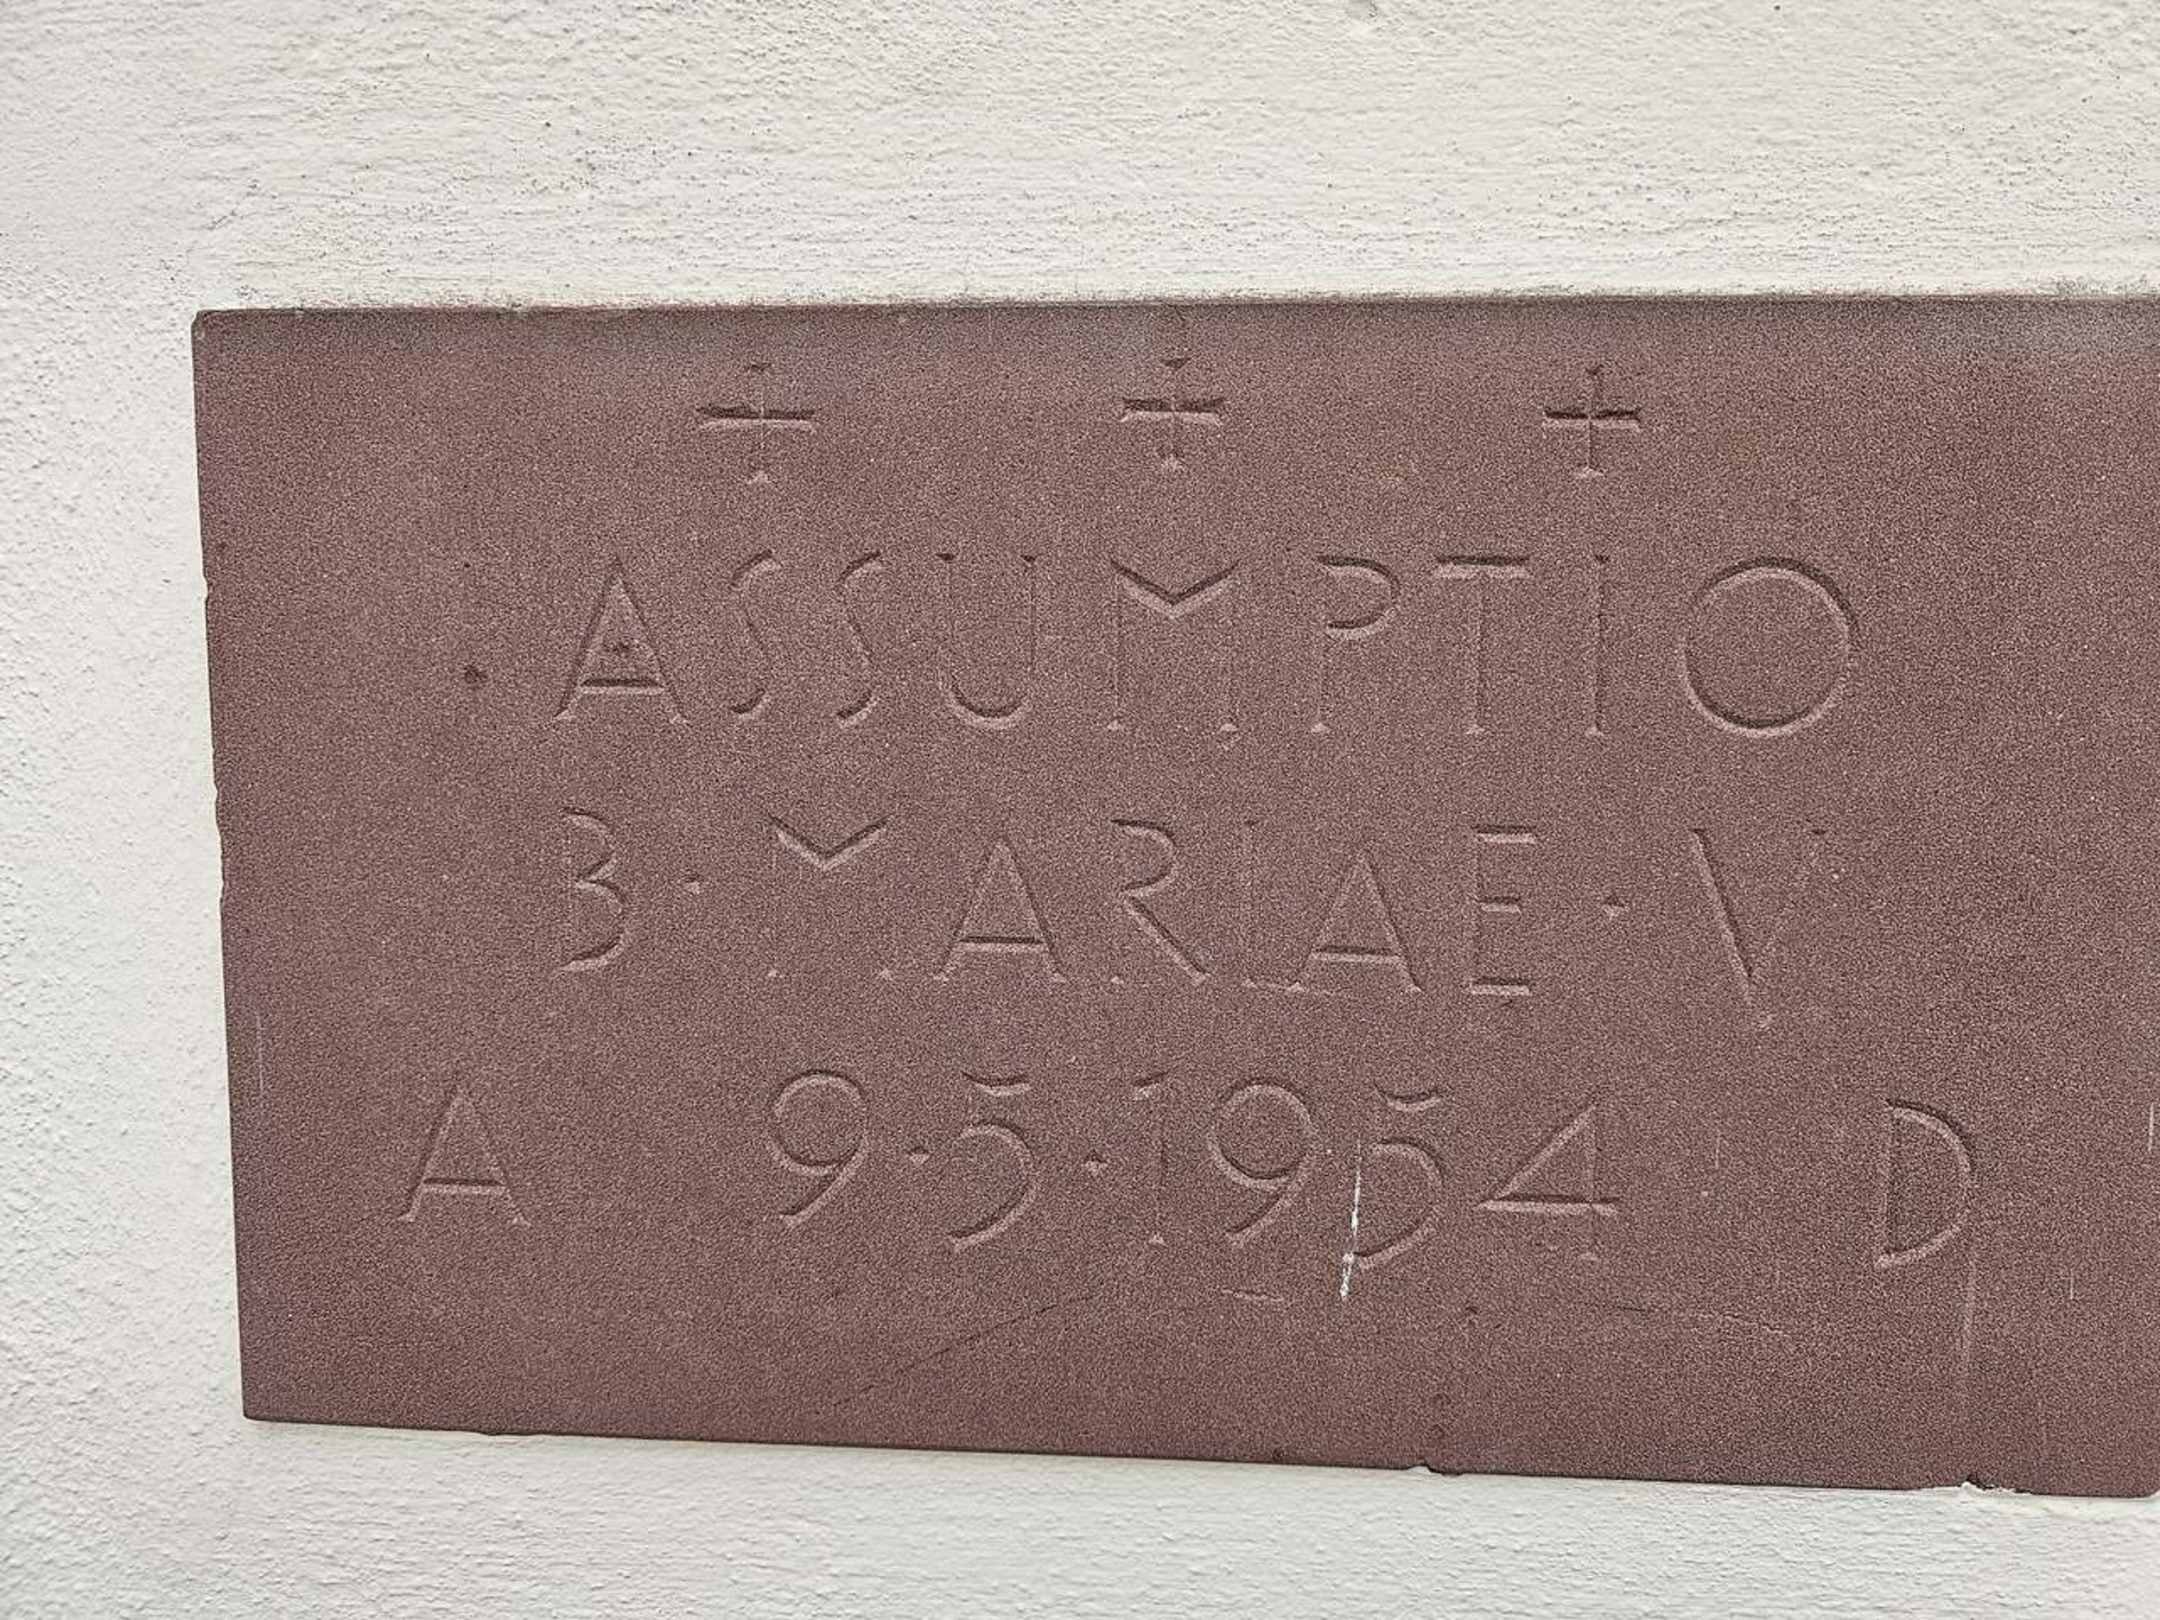 + + +
ASSUMPTIO
B · MARIAE · V
A 9·5·1954 D